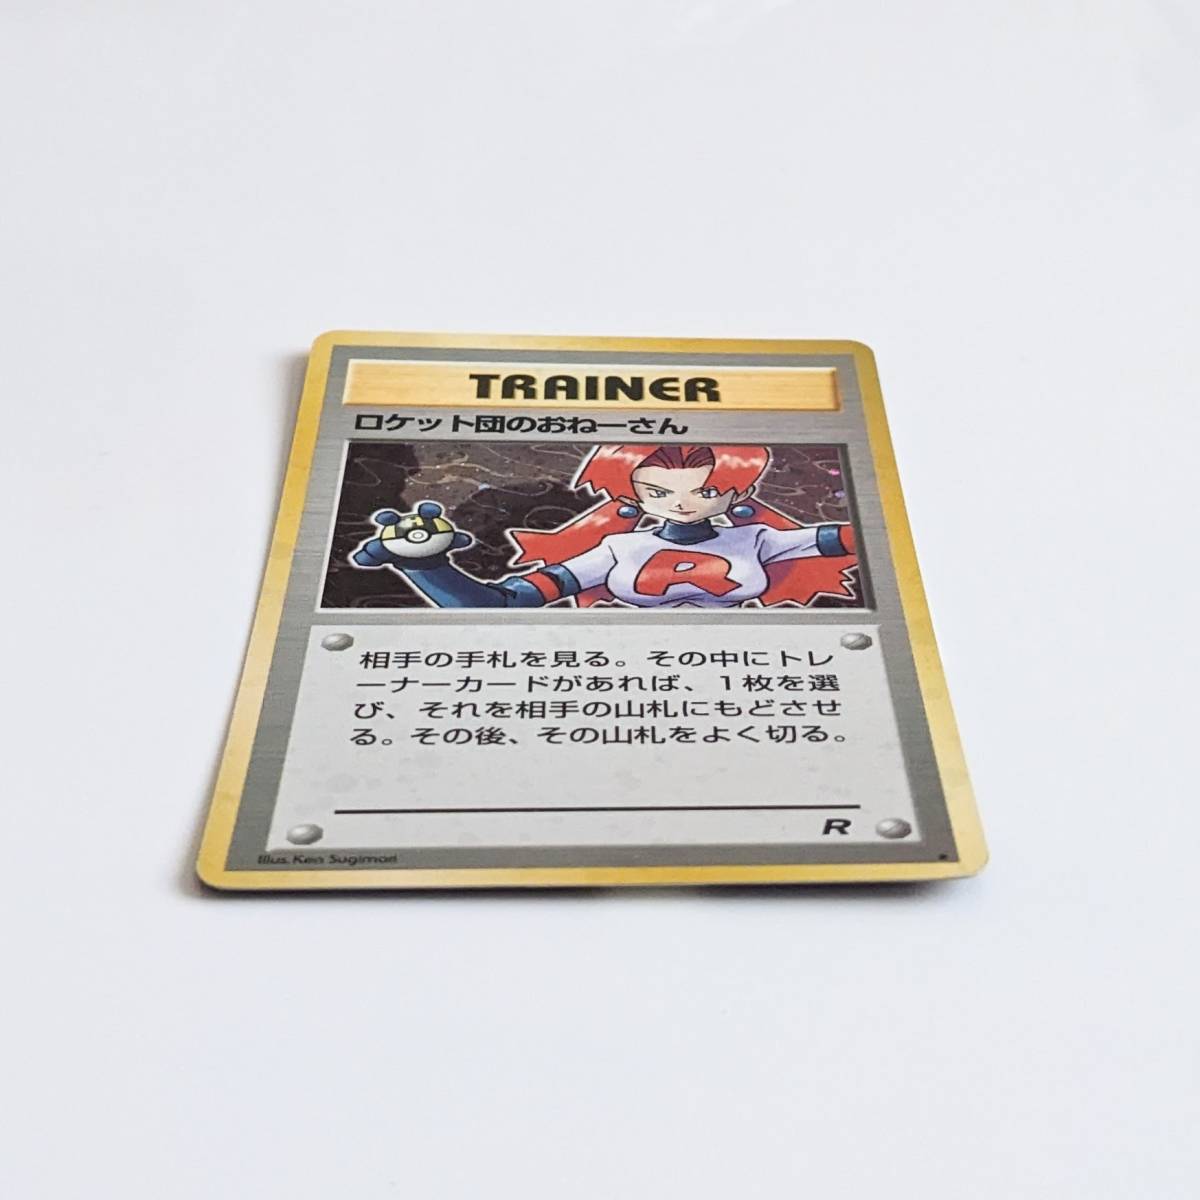 TRAINER
ロケット団のおねーさん
R
相手の手札を見る。その中にトレ
ーナーカードがあれば、1枚を選
び、それを相手の山札にもどさせ
る。その後、その山札をよく切る。
R
Illus. Ken Sugimori